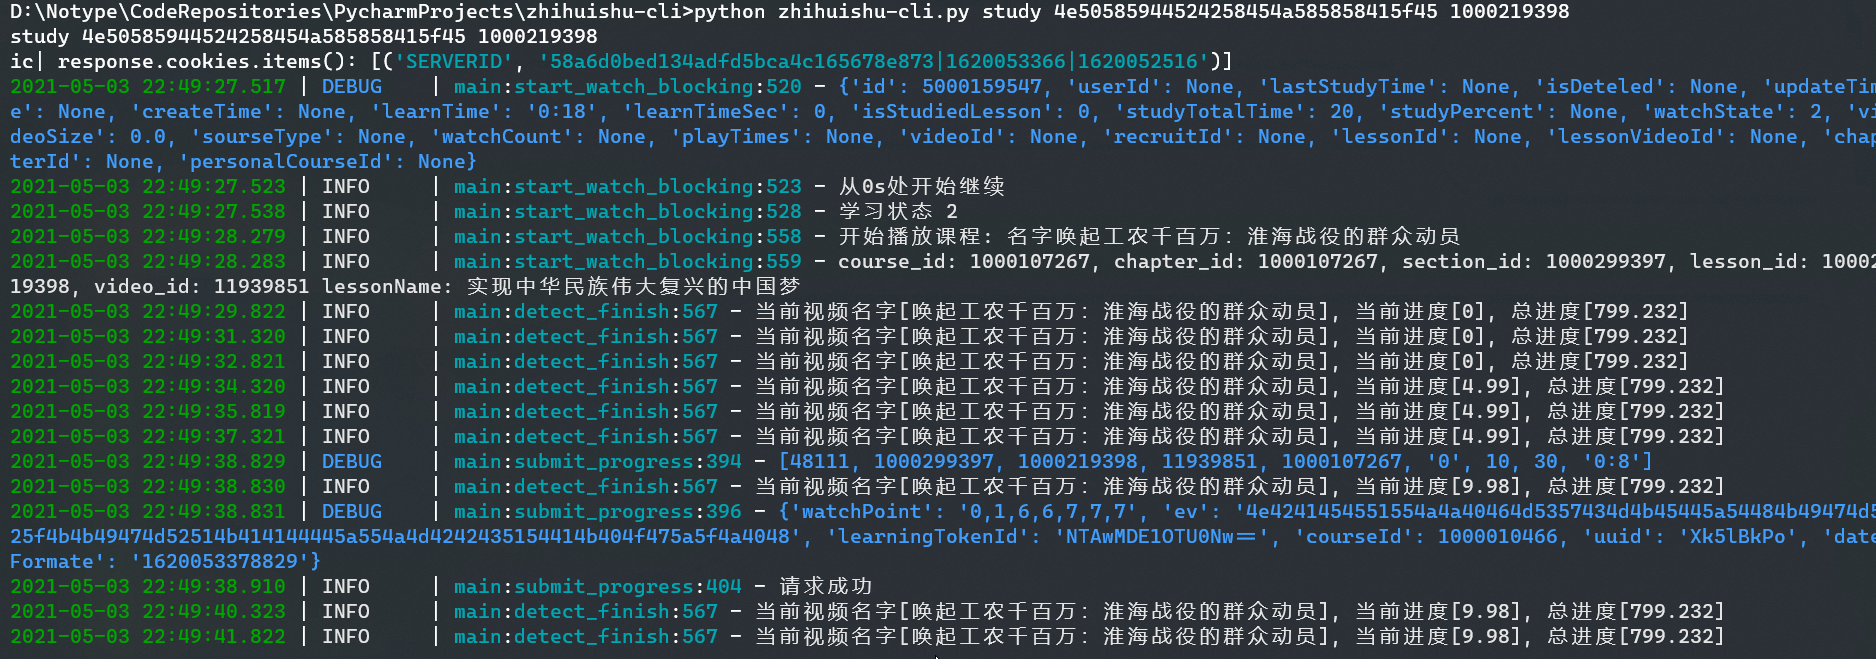 D:\Notype\CodeRepositories\PycharmProjects\zhihuishu-cli>python zhihuishu-cli.py study 4e50585944524258454a585858415f45 1000219398
study 4e50585944524258454a585858415f45 1000219398
ic| response.cookies.items(): [('SERVERID', '58a6d0bed134adfd5bca4c165678e873|1620053366|1620052516')]
2021-05-03 22:49:27.517 | DEBUG    | main:start_watch_blocking:520 - {'id': 5000159547, 'userId': None, 'lastStudyTime': None, 'isDeteled': None, 'updateTim
e': None, 'createTime': None, 'learnTime': '0:18', 'learnTimeSec': 0, 'isStudiedLesson': 0, 'studyTotalTime': 20, 'studyPercent': None, 'watchState': 2, 'vi
deoSize': 0.0, 'sourseType': None, 'watchCount': None, 'playTimes': None, 'videoId': None, 'recruitId': None, 'lessonId': None, 'lessonVideoId': None, 'chap
terId': None, 'personalCourseId': None}
2021-05-03 22:49:27.523 | INFO     | main:start_watch_blocking:523 - 从0s处开始继续
2021-05-03 22:49:27.538 | INFO     | main:start_watch_blocking:528 - 学习状态 2
2021-05-03 22:49:28.279 | INFO     | main:start_watch_blocking:558 - 开始播放课程: 名字唤起工农千百万: 淮海战役的群众动员
2021-05-03 22:49:28.283 | INFO     | main:start_watch_blocking:559 - course_id: 1000107267, chapter_id: 1000107267, section_id: 1000299397, lesson_id: 10002
19398, video_id: 11939851 lessonName: 实现中华民族伟大复兴的中国梦
2021-05-03 22:49:29.822 | INFO     | main:detect_finish:567 - 当前视频名字[唤起工农千百万: 淮海战役的群众动员], 当前进度[0], 总进度[799.232]
2021-05-03 22:49:31.320 | INFO     | main:detect_finish:567 - 当前视频名字[唤起工农千百万: 淮海战役的群众动员], 当前进度[0], 总进度[799.232]
2021-05-03 22:49:32.821 | INFO     | main:detect_finish:567 - 当前视频名字[唤起工农千百万: 淮海战役的群众动员], 当前进度[0], 总进度[799.232]
2021-05-03 22:49:34.320 | INFO     | main:detect_finish:567 - 当前视频名字[唤起工农千百万: 淮海战役的群众动员], 当前进度[4.99], 总进度[799.232]
2021-05-03 22:49:35.819 | INFO     | main:detect_finish:567 - 当前视频名字[唤起工农千百万: 淮海战役的群众动员], 当前进度[4.99], 总进度[799.232]
2021-05-03 22:49:37.321 | INFO     | main:detect_finish:567 - 当前视频名字[唤起工农千百万: 淮海战役的群众动员], 当前进度[4.99], 总进度[799.232]
2021-05-03 22:49:38.829 | DEBUG    | main:submit_progress:394 - [48111, 1000299397, 1000219398, 11939851, 1000107267, '0', 10, 30, '0:8']
2021-05-03 22:49:38.830 | INFO     | main:detect_finish:567 - 当前视频名字[唤起工农千百万: 淮海战役的群众动员], 当前进度[9.98], 总进度[799.232]
2021-05-03 22:49:38.831 | DEBUG    | main:submit_progress:396 - {'watchPoint': '0,1,6,6,7,7,7', 'ev': '4e4241454551554a4a40464d5357434d4b45445a54484b49474d5
25f4b4b49474d52514b414144445a554a4d4242435154414b404f475a5f4a4048', 'learningTokenId': 'NTAwMDE1OTU0Nw==', 'courseId': 1000010466, 'uuid': 'Xk5lBkPo', 'date
Formate': '1620053378829'}
2021-05-03 22:49:38.910 | INFO     | main:submit_progress:404 - 请求成功
2021-05-03 22:49:40.323 | INFO     | main:detect_finish:567 - 当前视频名字[唤起工农千百万: 淮海战役的群众动员], 当前进度[9.98], 总进度[799.232]
2021-05-03 22:49:41.822 | INFO     | main:detect_finish:567 - 当前视频名字[唤起工农千百万: 淮海战役的群众动员], 当前进度[9.98], 总进度[799.232]